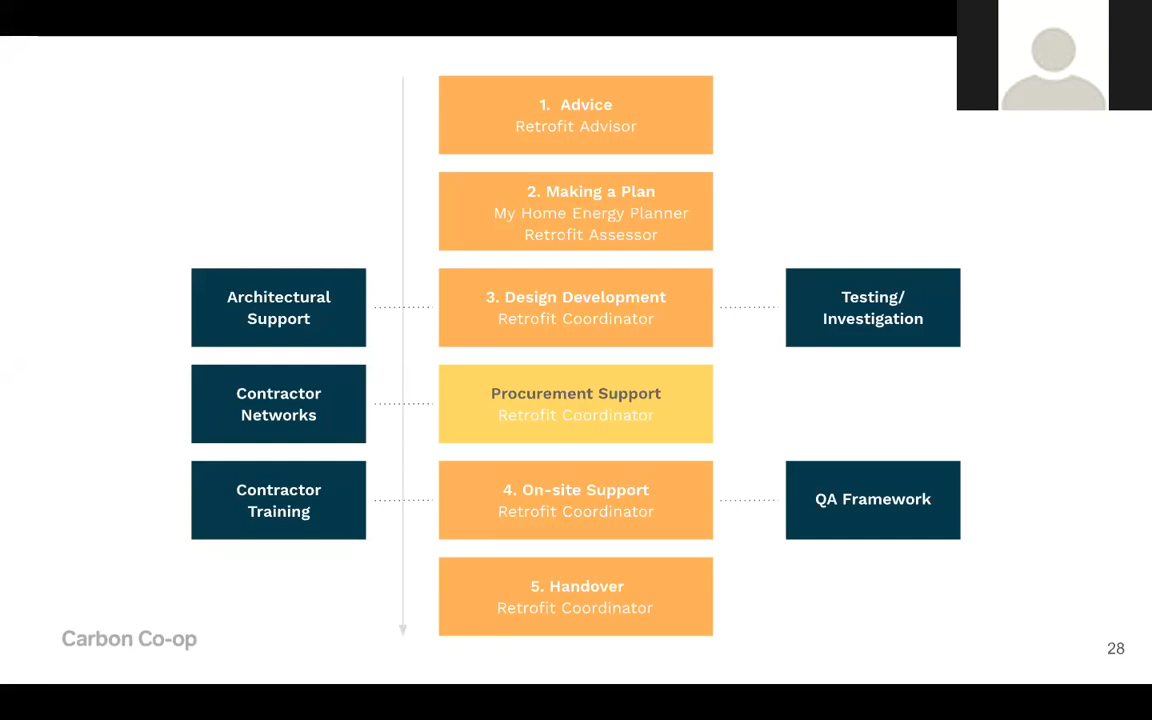 1. Advice
Retrofit Advisor
2. Making a Plan
My Home Energy Planner
Retrofit Assessor
Architectural
Support
3. Design Development
Retrofit Coordinator
Testing/
Investigation
Contractor
Networks
Procurement Support
Retrofit Coordinator
Contractor
Training
4. On-site Support
Retrofit Coordinator
QA Framework
5. Handover
Retrofit Coordinator
Carbon Co-op
28